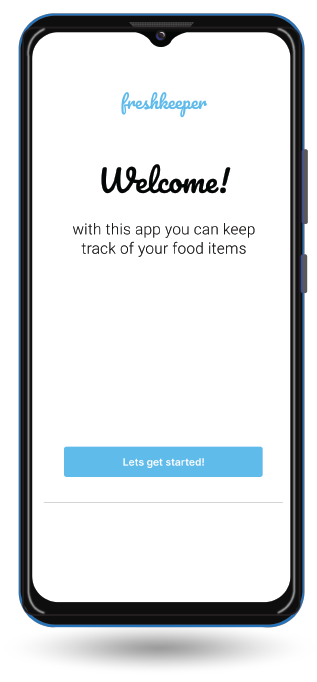 freshkeeper
Welcome!
with this app you can keep
track of your food items
Lets get started!